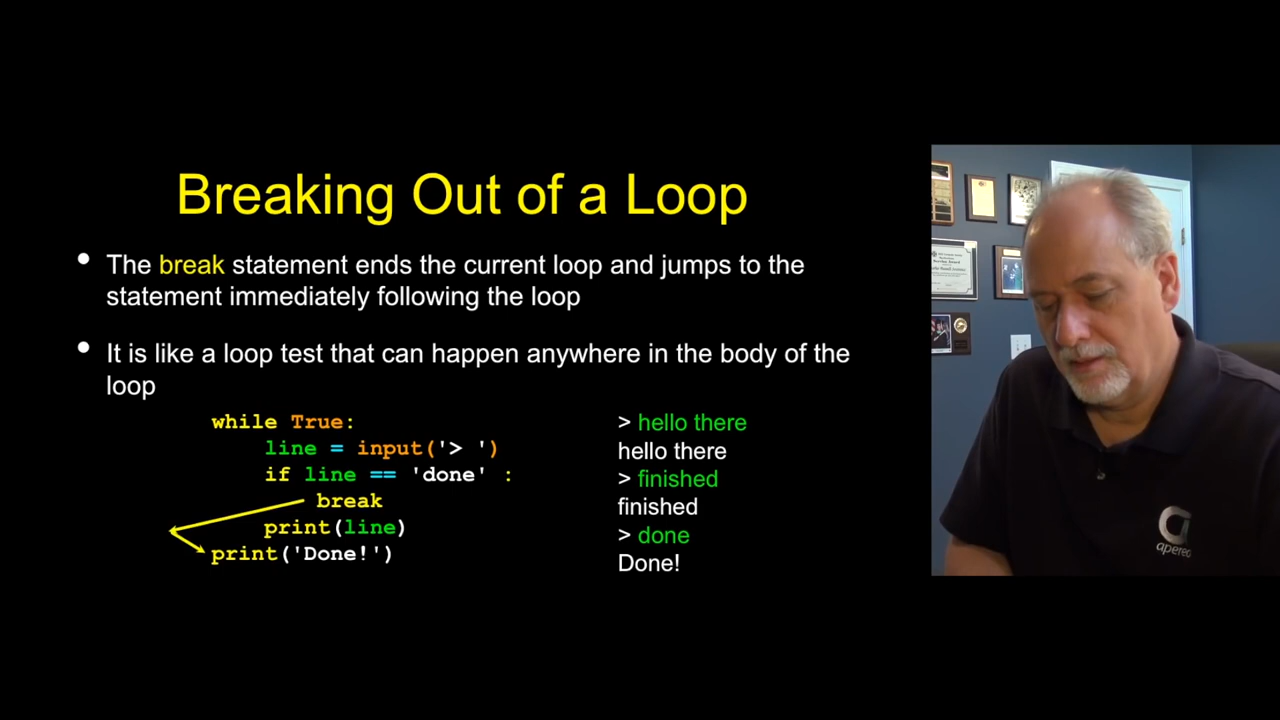 Breaking Out of a Loop
• The break statement ends the current loop and jumps to the
statement immediately following the loop
• It is like a loop test that can happen anywhere in the body of the
loop
while True:
line = input('> ')
if line == 'done' :
break
print(line)
print('Done!')
> hello there
hello there
> finished
finished
> done
Done!
apereo